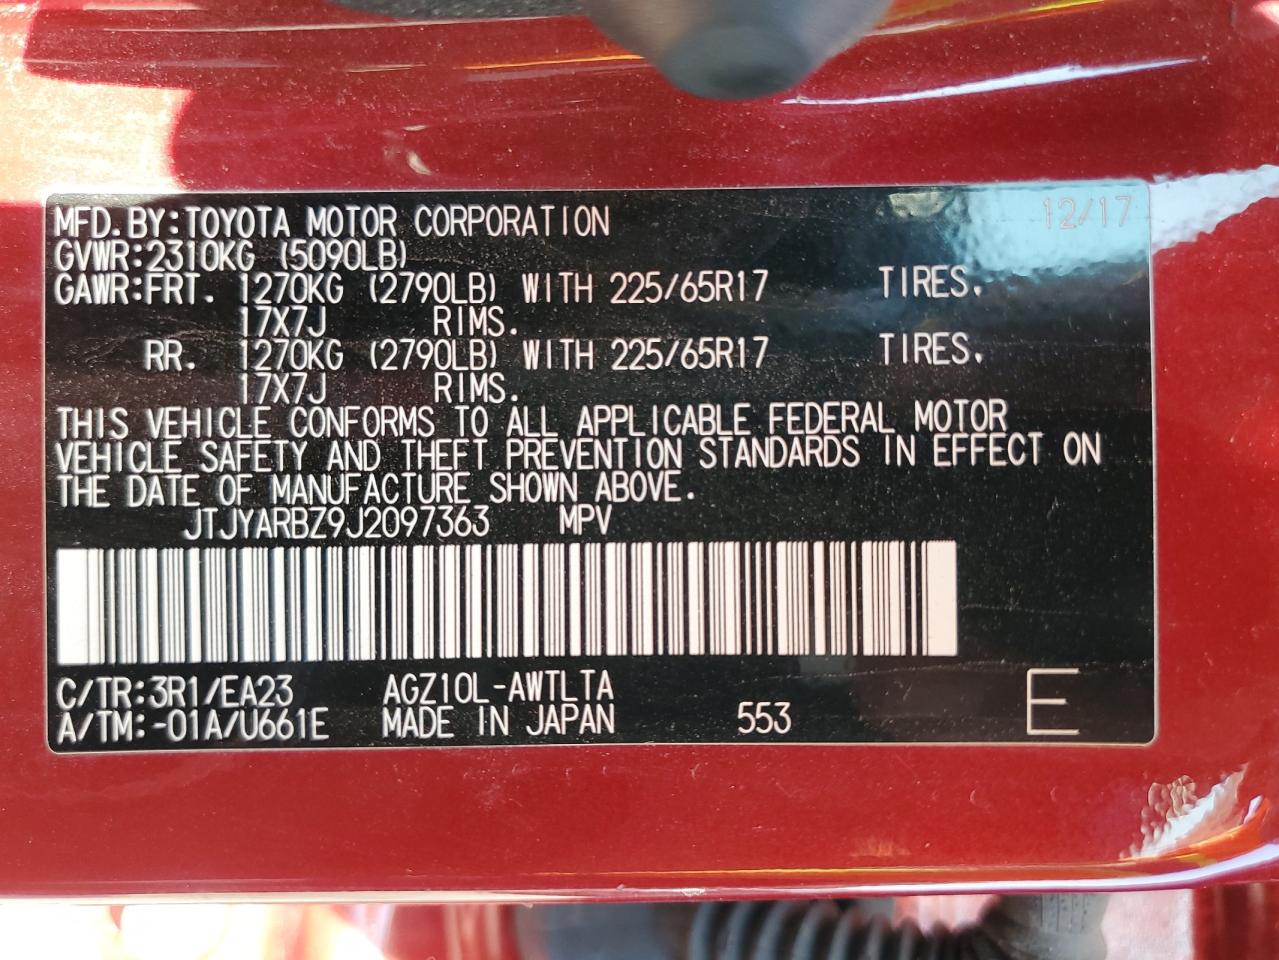 MFD.BY:TOYOTA MOTOR CORPORATION 12/17
GVWR:2310KG (5090LB)
GAWR:FRT. 1270KG (2790LB) WITH 225/65R17 TIRES.
17X7J RIMS.
RR. 1270KG (2790LB) WITH 225/65R17 TIRES.
17X7J RIMS.
THIS VEHICLE CONFORMS TO ALL APPLICABLE FEDERAL MOTOR
VEHICLE SAFETY AND THEFT PREVENTION STANDARDS IN EFFECT ON
THE DATE OF MANUFACTURE SHOWN ABOVE.
JTJYARBZ9J2097363 MPV
C/TR:3R1/EA23 AGZ10L-AWTLTA
A/TM:-01A/U661E MADE IN JAPAN 553 E